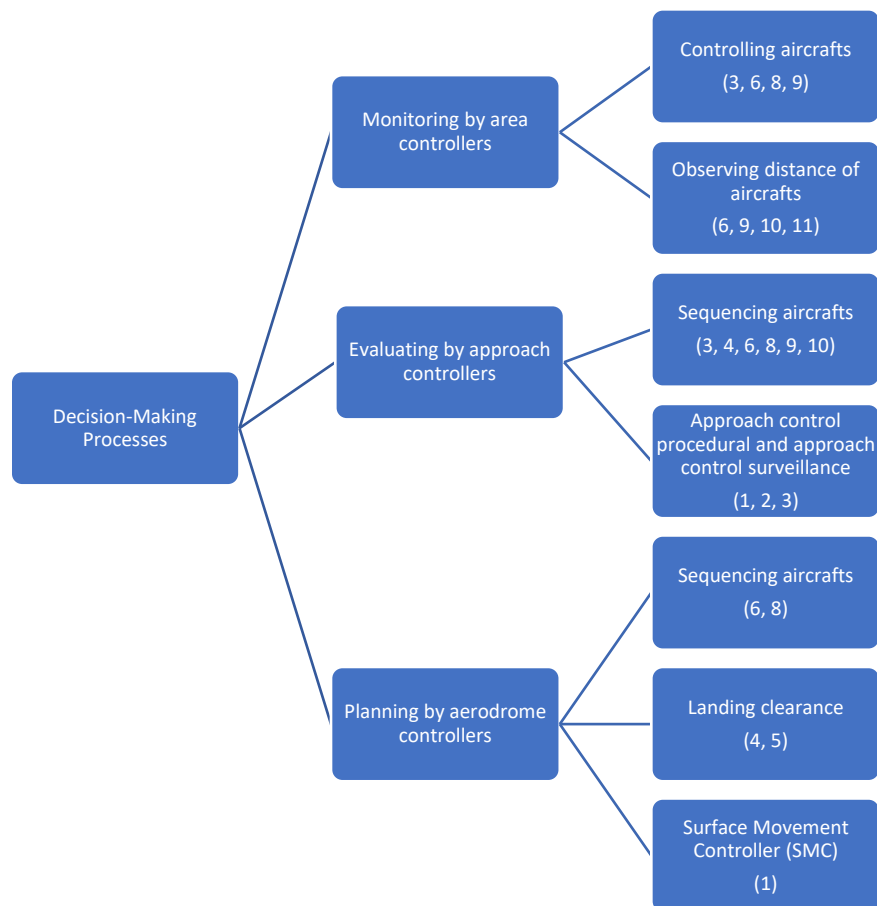 Decision-Making
Processes
Monitoring by area
controllers
Controlling aircrafts
(3, 6, 8, 9)
Observing distance of
aircrafts
(6, 9, 10, 11)
Evaluating by approach
controllers
Sequencing aircrafts
(3, 4, 6, 8, 9, 10)
Approach control
procedural and approach
control surveillance
(1, 2, 3)
Planning by aerodrome
controllers
Sequencing aircrafts
(6, 8)
Landing clearance
(4, 5)
Surface Movement
Controller (SMC)
(1)